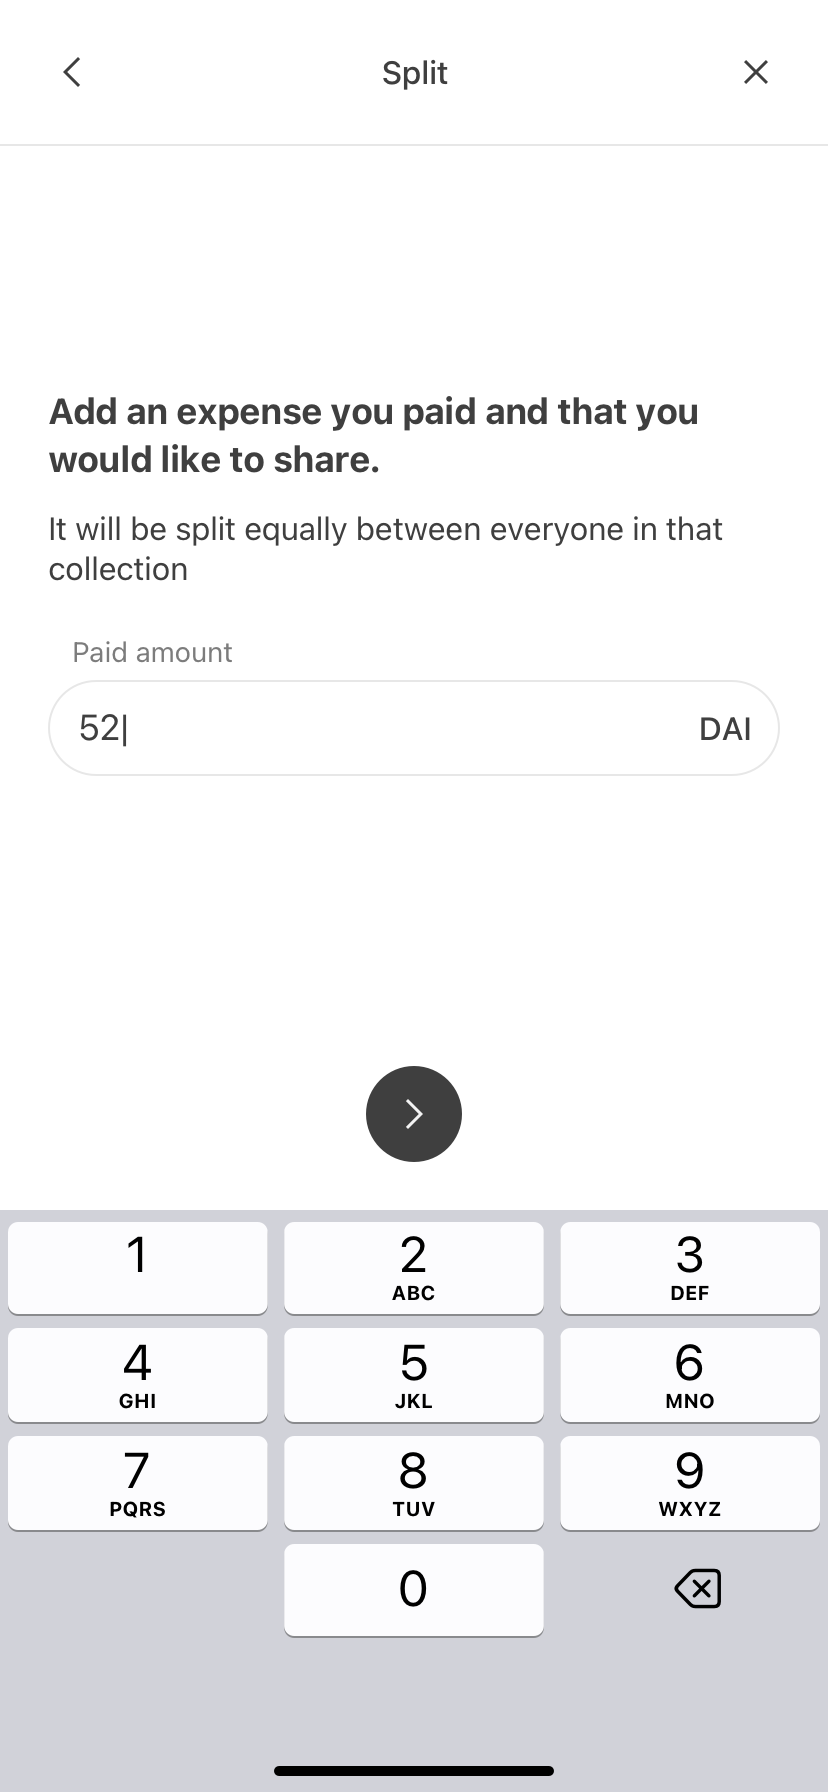 Split
Add an expense you paid and that you
would like to share.
It will be split equally between everyone in that
collection
Paid amount
52
DAI
1
2
ABC
3
DEF
4
GHI
5
JKL
6
MNO
7
PQRS
8
TUV
9
WXYZ
0